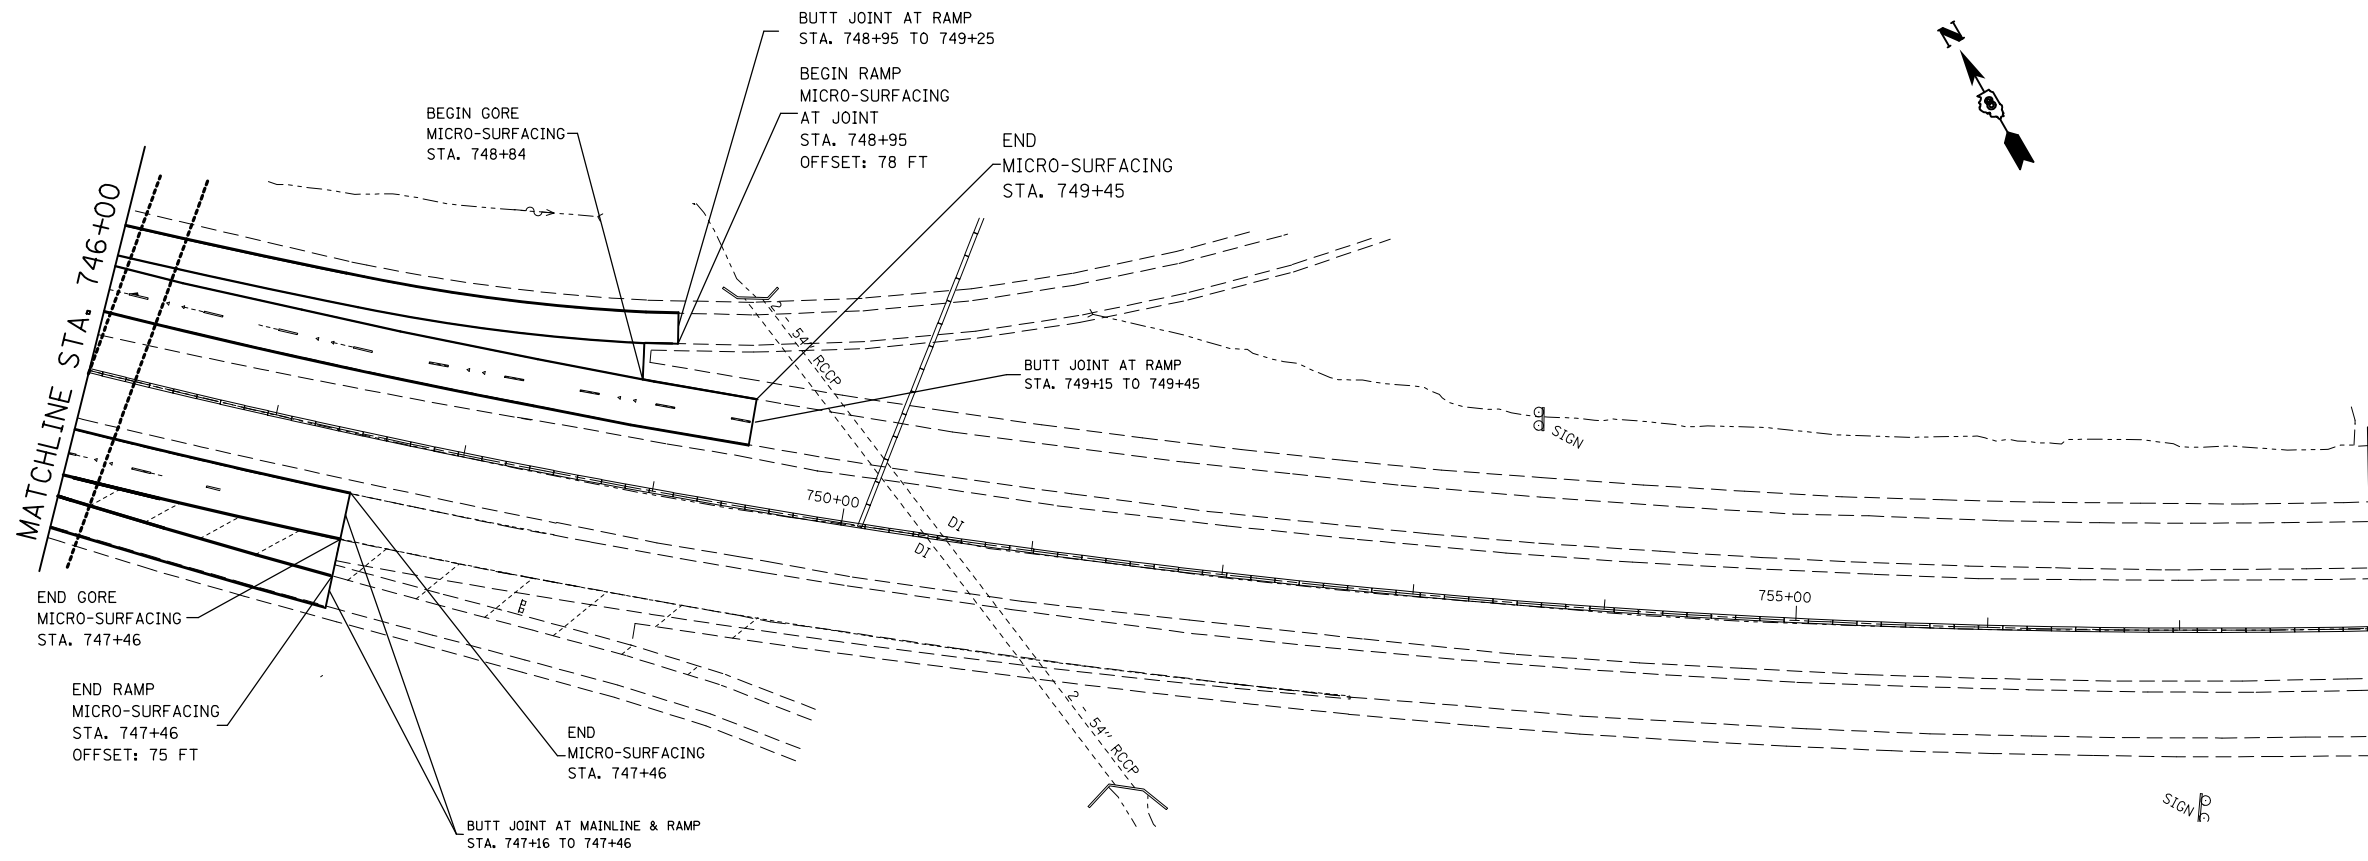 BUTT JOINT AT RAMP
STA. 748+95 TO 749+25
BEGIN RAMP
MICRO-SURFACING
AT JOINT
STA. 748+95
OFFSET: 78 FT
BEGIN GORE
MICRO-SURFACING
STA. 748+84
END
MICRO-SURFACING
STA. 749+45
N
8
MATCHLINE STA. 746+00
2 - 54" RCCP
BUTT JOINT AT RAMP
STA. 749+15 TO 749+45
SIGN
750+00
DI
DI
755+00
END GORE
MICRO-SURFACING
STA. 747+46
END RAMP
MICRO-SURFACING
STA. 747+46
OFFSET: 75 FT
END
MICRO-SURFACING
STA. 747+46
2 - 54" RCCP
BUTT JOINT AT MAINLINE & RAMP
STA. 747+16 TO 747+46
SIGN